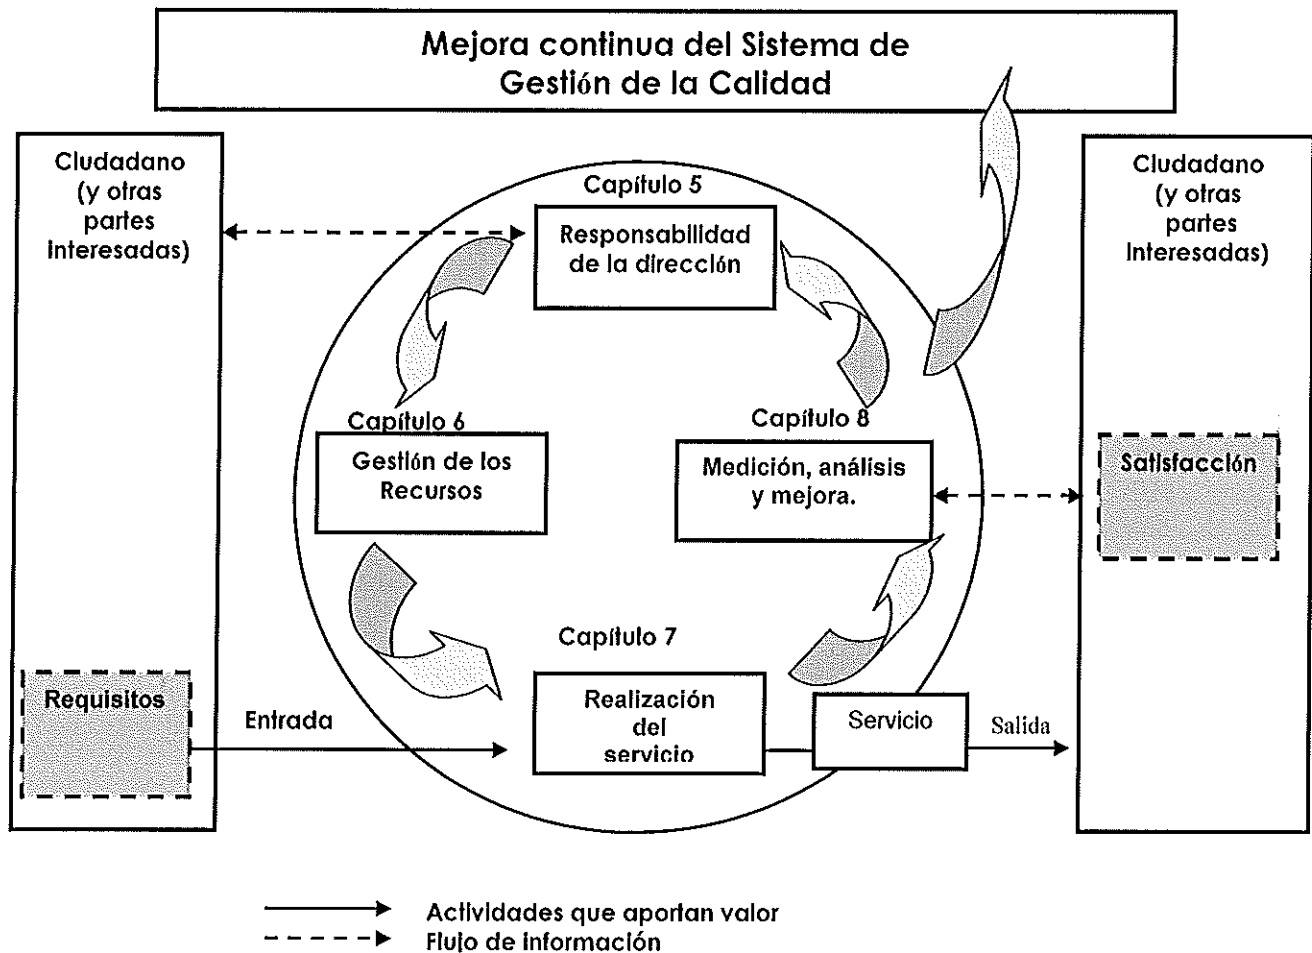 Mejora continua del Sistema de
Gestión de la Calidad
Ciudadano
(y otras
partes
interesadas)
Capítulo 5
Responsabilidad
de la dirección
Ciudadano
(y otras
partes
interesadas)
Capítulo 6
Gestión de los
Recursos
Capítulo 8
Medición, análisis
y mejora.
Satisfacción
Capítulo 7
Requisitos
Entrada
Realización
del
servicio
Servicio
Salida
Actividades que aportan valor
Flujo de información